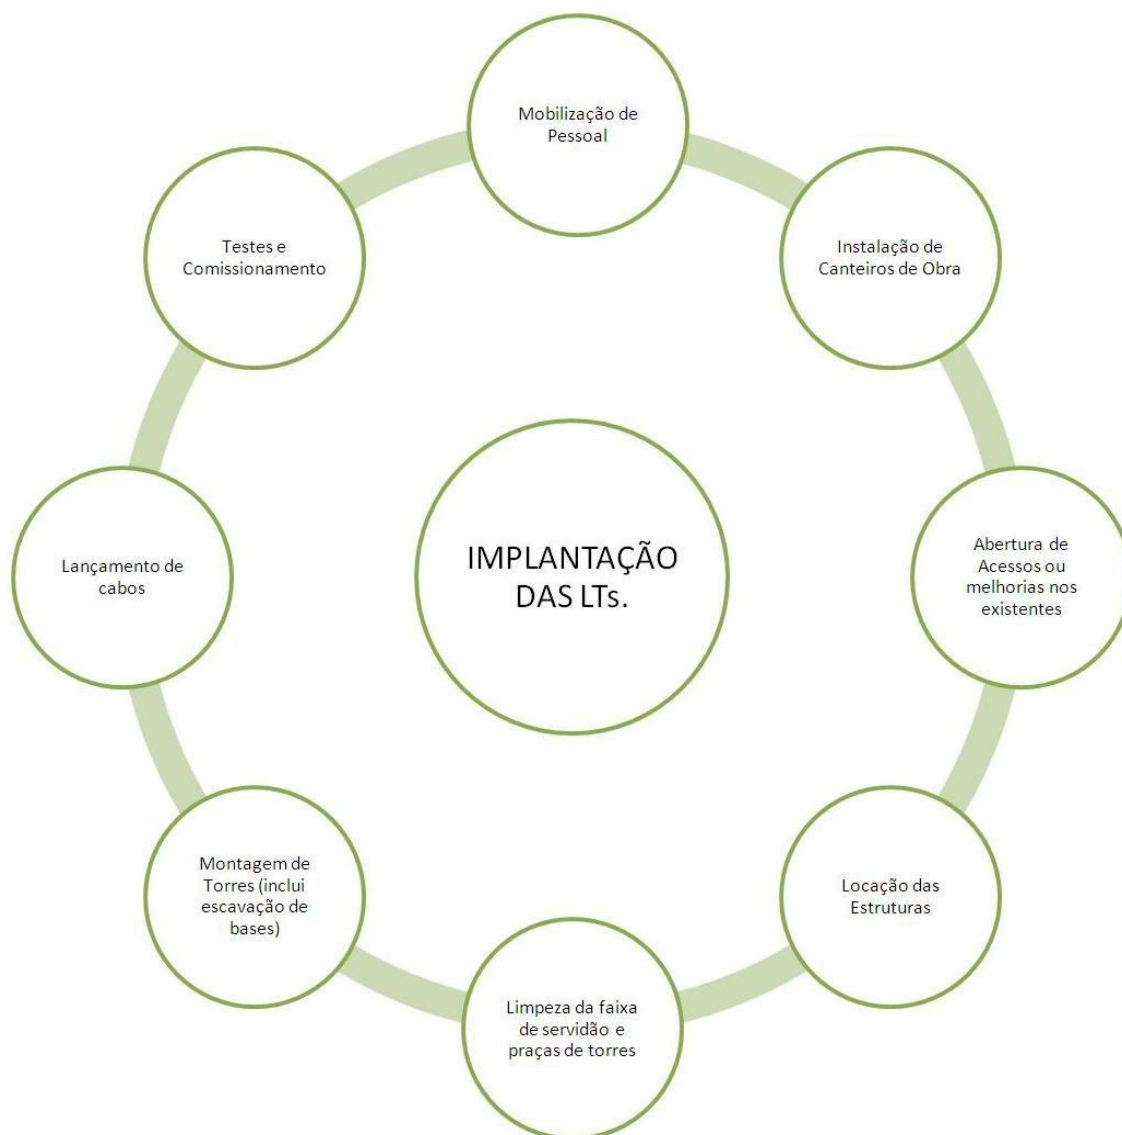 Mobilização de
Pessoal
Instalação de
Canteiros de Obra
Abertura de
Acessos ou
melhorias nos
existentes
Locação das
Estruturas
Limpeza da faixa
de servidão e
praças de torres
Montagem de
Torres (inclui
escavação de
bases)
Lançamento de
cabos
Testes e
Comissionamento
IMPLANTAÇÃO
DAS LTs.